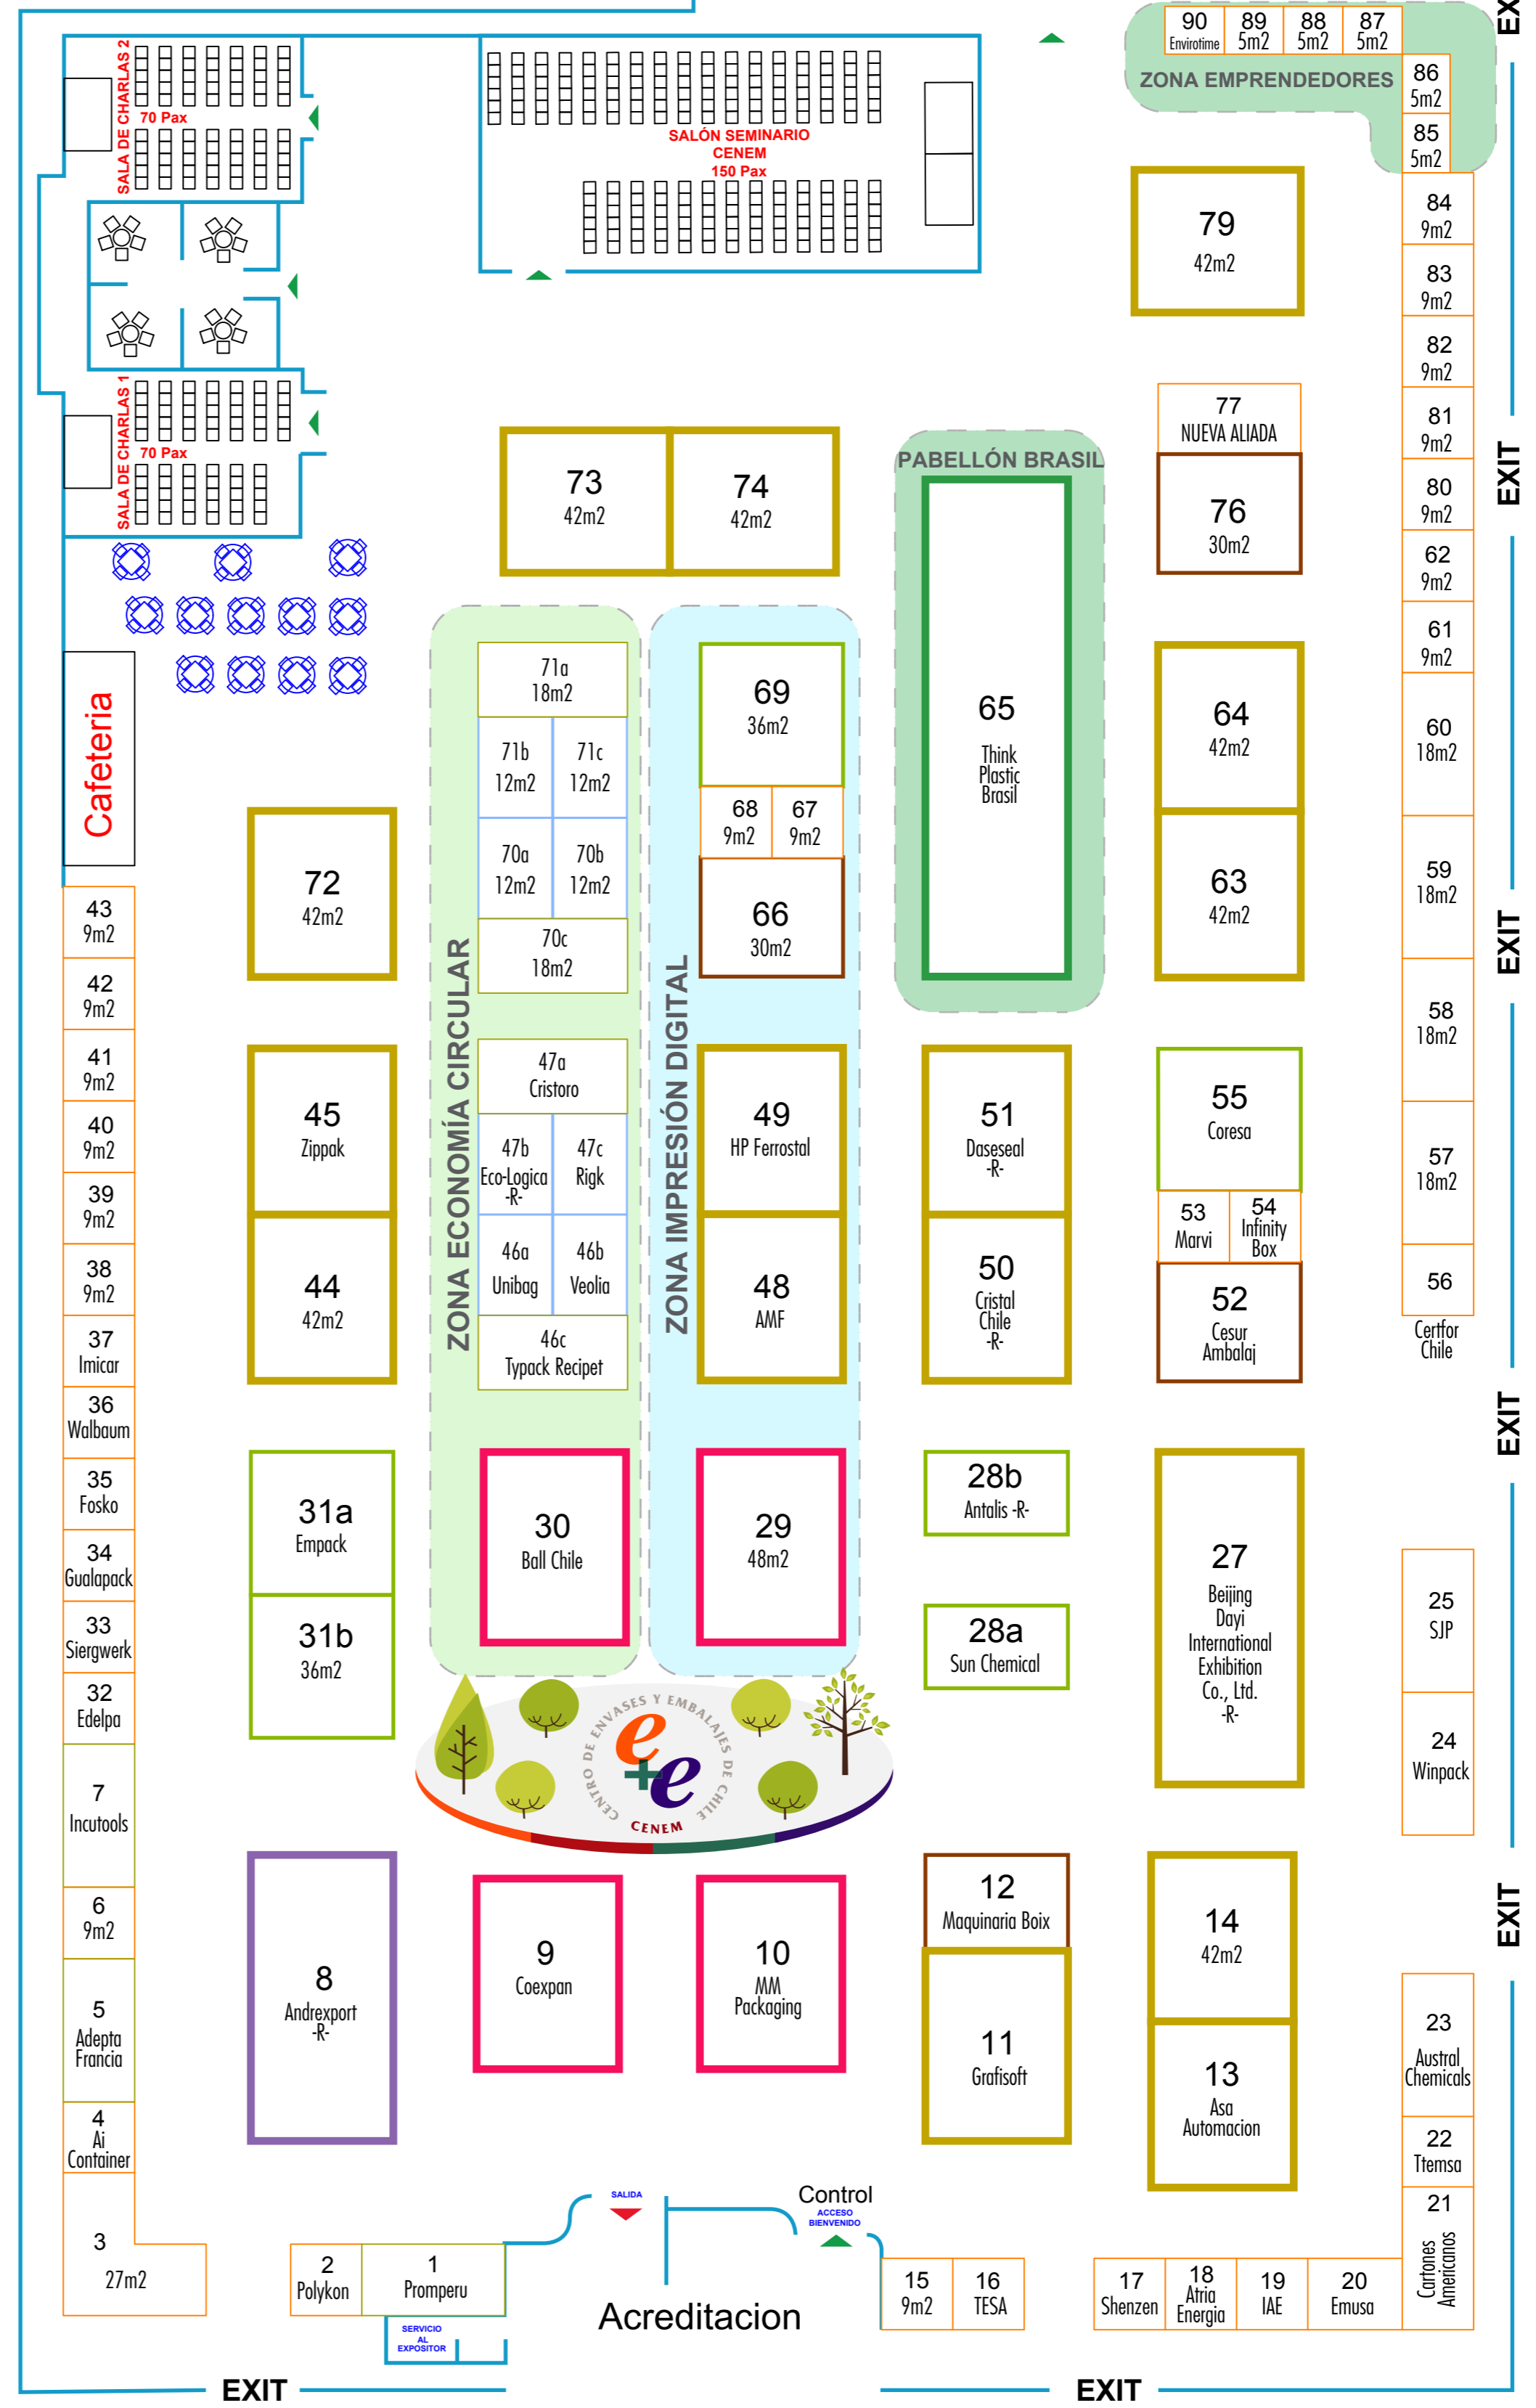 90
Envirotime
89
5m2
88
5m2
87
5m2
EX
ZONA EMPRENDEDORES
86
5m2
85
5m2
SALA DE CHARLAS 2
70 Pax
SALÓN SEMINARIO
CENEM
150 Pax
79
42m2
84
9m2
83
9m2
82
9m2
81
9m2
80
9m2
62
9m2
61
9m2
60
18m2
59
18m2
58
18m2
57
18m2
56
Certfor
Chile
EXIT
EXIT
EXIT
EXIT
SALA DE CHARLAS 1
70 Pax
77
NUEVA ALIADA
76
30m2
73
42m2
74
42m2
PABELLÓN BRASIL
65
Think
Plastic
Brasil
64
42m2
63
42m2
Cafeteria
ZONA ECONOMÍA CIRCULAR
71a
18m2
71b
12m2
71c
12m2
70a
12m2
70b
12m2
70c
18m2
47a
Cristoro
47b
Eco-Logica
-R-
47c
Rigk
46a
Unibag
46b
Veolia
46c
Typack Recipet
30
Ball Chile
ZONA IMPRESIÓN DIGITAL
69
36m2
68
9m2
67
9m2
66
30m2
49
HP Ferrostal
48
AMF
29
48m2
72
42m2
45
Zippak
44
42m2
31a
Empack
31b
36m2
43
9m2
42
9m2
41
9m2
40
9m2
39
9m2
38
9m2
37
Imicar
36
Walbaum
35
Fosko
34
Gualapack
33
Siergwerk
32
Edelpa
7
Incutools
6
9m2
5
Adepta
Francia
4
Ai
Container
3
27m2
51
Daseseal
-R-
50
Cristal
Chile
-R-
55
Coresa
53
Marvi
54
Infinity
Box
52
Cesur
Ambalaj
28b
Antalis -R-
28a
Sun Chemical
27
Beijing
Dayi
International
Exhibition
Co., Ltd.
-R-
25
SJP
24
Winpack
CENTRO DE ENVASES Y EMBALAJES DE CHILE
e+e
CENEM
8
Andrexport
-R-
9
Coexpan
10
MM
Packaging
12
Maquinaria Boix
11
Grafisoft
14
42m2
13
Asa
Automacion
23
Austral
Chemicals
22
Ttemsa
21
Cartones
Americanos
2
Polykon
1
Promperu
SERVICIO
AL
EXPOSITOR
SALIDA
Control
ACCESO
BIENVENIDO
Acreditacion
15
9m2
16
TESA
17
Shenzen
18
Atria
Energia
19
IAE
20
Emusa
EXIT
EXIT